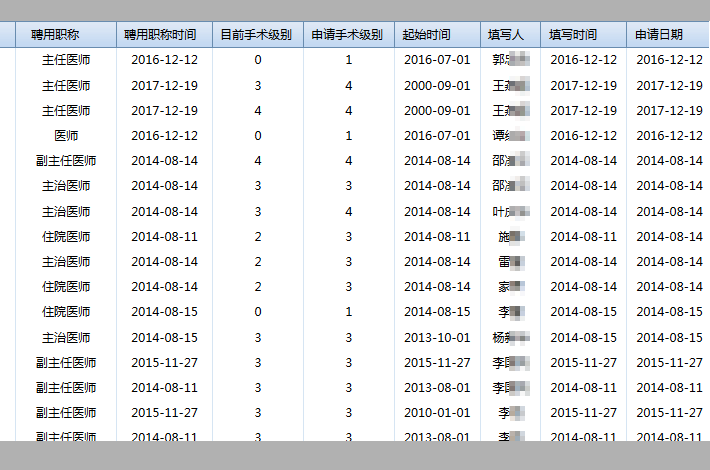 聘用职称 聘用职称时间 目前手术级别 申请手术级别 起始时间 填写人 填写时间 申请日期
主任医师 2016-12-12 0 1 2016-07-01 郭 2016-12-12 2016-12-12
主任医师 2017-12-19 3 4 2000-09-01 王 2017-12-19 2017-12-19
主任医师 2017-12-19 4 4 2000-09-01 王 2017-12-19 2017-12-19
医师 2016-12-12 0 1 2016-07-01 谭 2016-12-12 2016-12-12
副主任医师 2014-08-14 4 4 2014-08-14 邵 2014-08-14 2014-08-14
主治医师 2014-08-14 3 3 2014-08-14 邵 2014-08-14 2014-08-14
主治医师 2014-08-14 3 4 2014-08-14 叶 2014-08-14 2014-08-14
住院医师 2014-08-11 2 3 2014-08-11 施 2014-08-11 2014-08-14
主治医师 2014-08-14 2 3 2014-08-14 雷 2014-08-14 2014-08-14
住院医师 2014-08-14 2 3 2014-08-14 家 2014-08-14 2014-08-14
住院医师 2014-08-15 0 1 2014-08-15 李 2014-08-15 2014-08-14
主治医师 2014-08-15 3 3 2013-10-01 杨 2014-08-15 2014-08-15
副主任医师 2015-11-27 3 3 2015-11-27 李 2015-11-27 2015-11-27
副主任医师 2014-08-11 3 3 2013-08-01 李 2014-08-11 2014-08-11
副主任医师 2015-11-27 3 3 2010-01-01 李 2015-11-27 2015-11-27
副主任医师 2014-08-11 3 3 2013-08-01 李 2014-08-11 2014-08-11